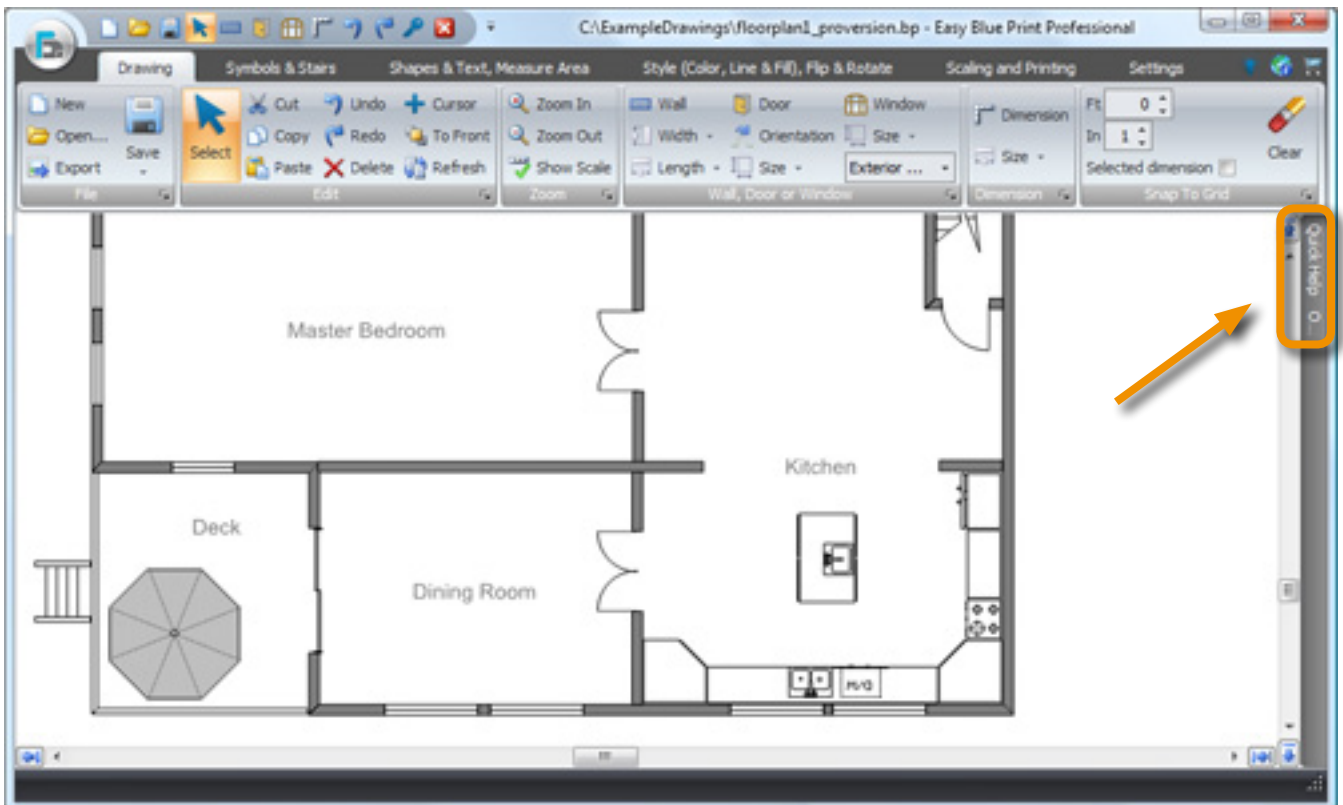 C:\ExampleDrawings\floorplan1_proversion.bp - Easy Blue Print Professional
Drawing Symbols & Stairs Shapes & Text, Measure Area Style (Color, Line & Fill), Flip & Rotate Scaling and Printing Settings
New Cut Undo Cursor Zoom In Wall Door Window Dimension Ft 0
Open... Save Select Copy Redo To Front Zoom Out Width Orientation Size In 1 Clear
Export Paste Delete Refresh Show Scale Length Size Exterior ... Size Selected dimension
File Edit Zoom Wall, Door or Window Dimension Snap To Grid
Quick Help O...
Master Bedroom
Kitchen
Deck
Dining Room